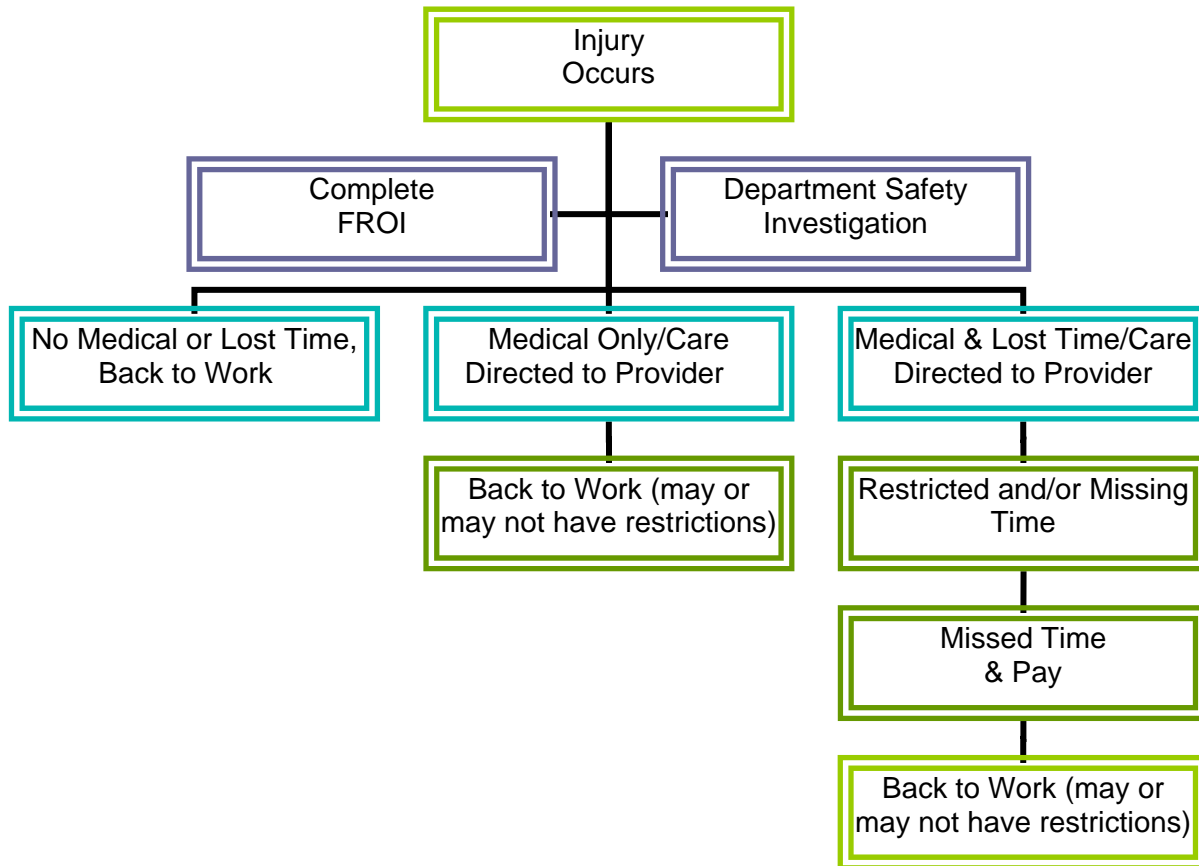 Injury
Occurs
Complete
FROI
Department Safety
Investigation
No Medical or Lost Time,
Back to Work
Medical Only/Care
Directed to Provider
Medical & Lost Time/Care
Directed to Provider
Back to Work (may or
may not have restrictions)
Restricted and/or Missing
Time
Missed Time
& Pay
Back to Work (may or
may not have restrictions)